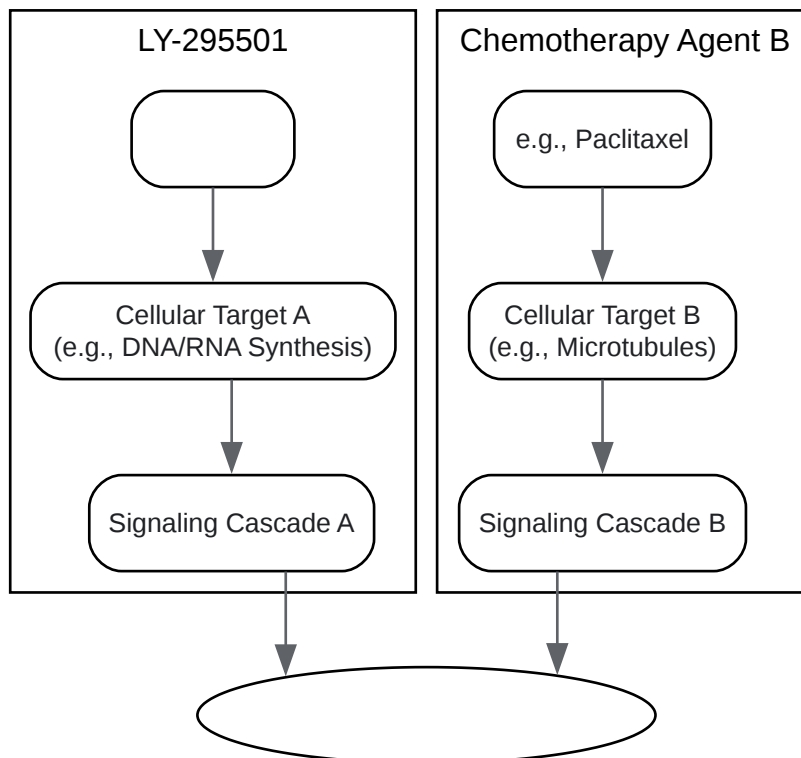 LY-295501
Chemotherapy Agent B
e.g., Paclitaxel
Cellular Target A
(e.g., DNA/RNA Synthesis)
Cellular Target B
(e.g., Microtubules)
Signaling Cascade A
Signaling Cascade B